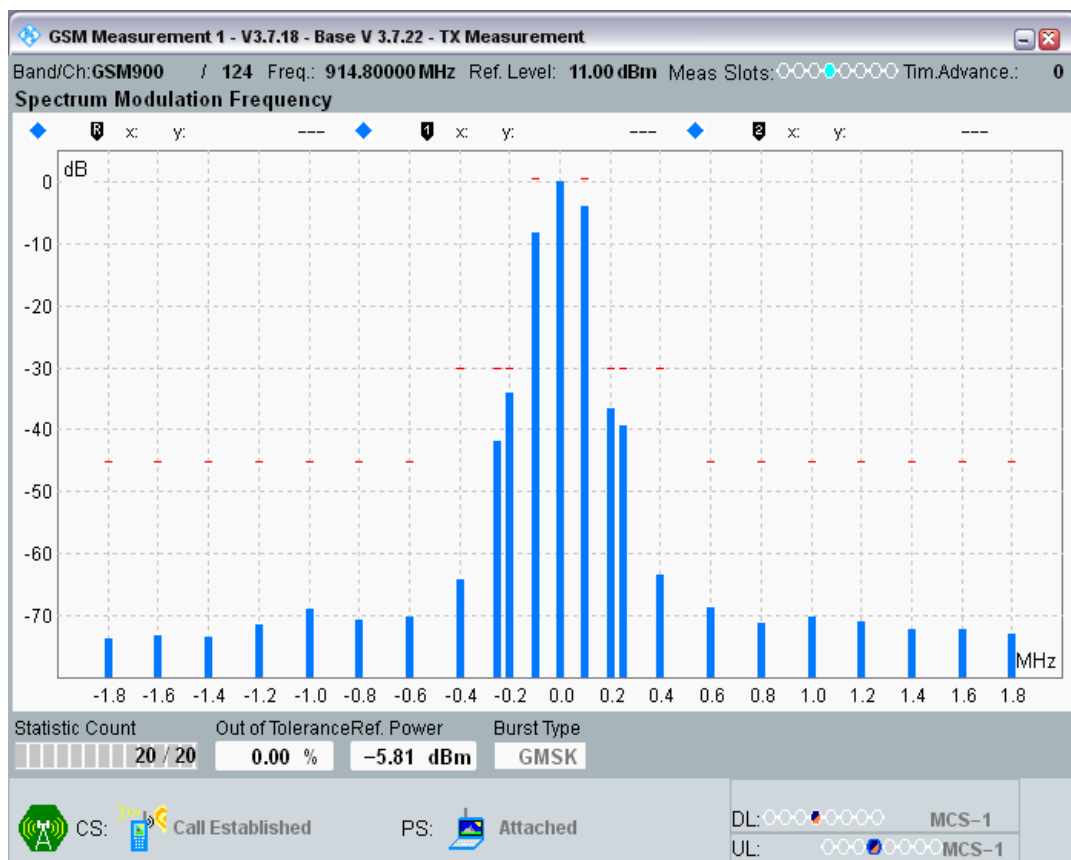 GSM Measurement 1 - V3.7.18 - Base V 3.7.22 - TX Measurement
Band/Ch:GSM900 / 124 Freq.: 914.80000 MHz Ref. Level: 11.00 dBm Meas Slots: Tim.Advance.: 0
Spectrum Modulation Frequency
R x: y: --- 1 x: y: --- 2 x: y: ---
dB
0
-10
-20
-30
-40
-50
-60
-70
MHz
-1.8 -1.6 -1.4 -1.2 -1.0 -0.8 -0.6 -0.4 -0.2 0.0 0.2 0.4 0.6 0.8 1.0 1.2 1.4 1.6 1.8
Statistic Count Out of Tolerance Ref. Power Burst Type
20 / 20 0.00 % −5.81 dBm GMSK
CS: Call Established PS: Attached DL: MCS−1
UL: MCS−1